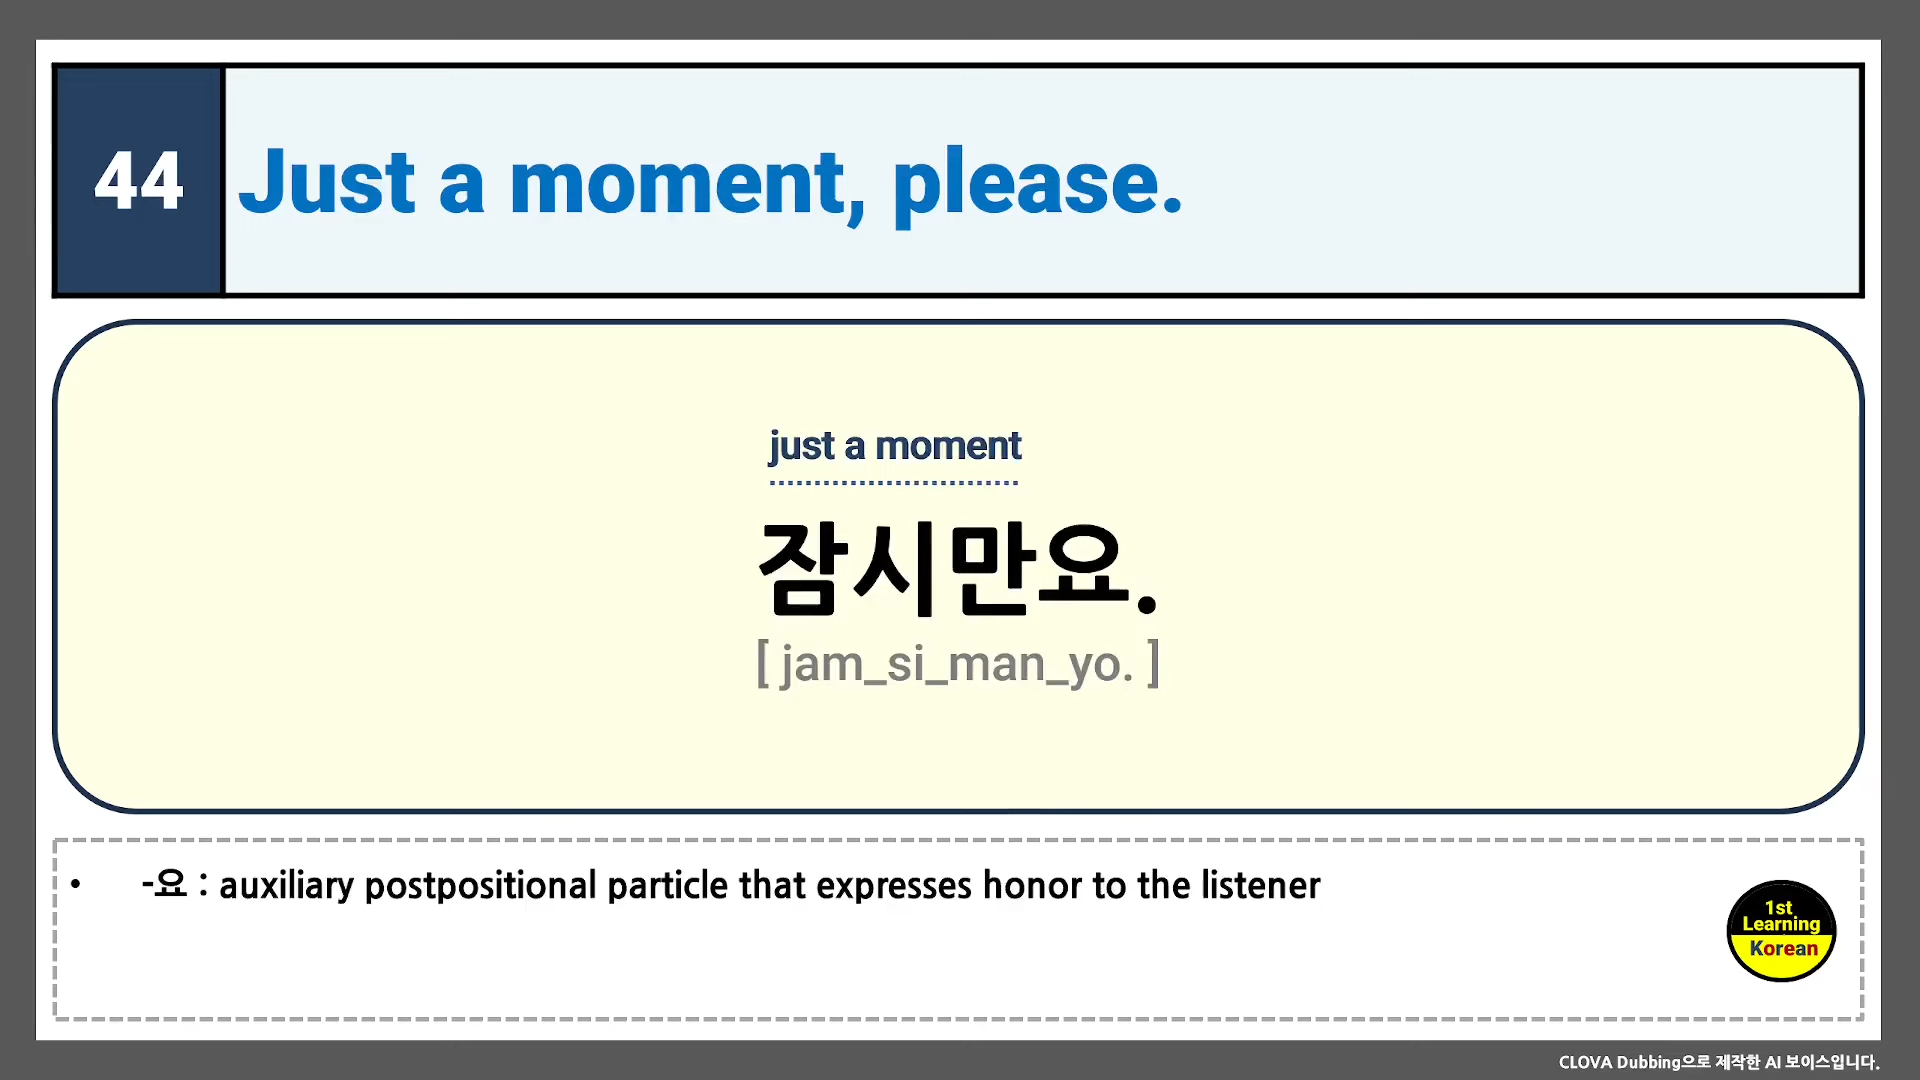 44
Just a moment, please.
just a moment
잠시만요.
[ jam_si_man_yo. ]
• -요 : auxiliary postpositional particle that expresses honor to the listener
1st
Learning
Korean
CLOVA Dubbing으로 제작한 AI 보이스입니다.